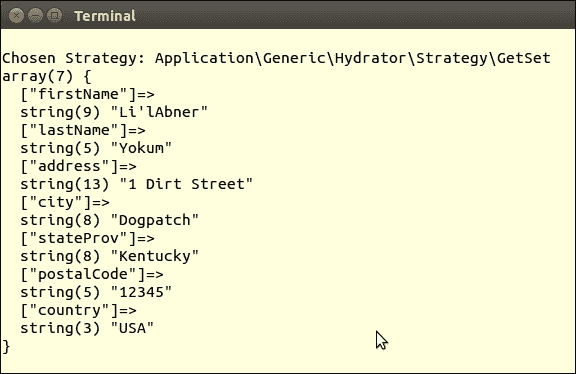 Terminal
Chosen Strategy: Application\Generic\Hydrator\Strategy\GetSet
array(7) {
  ["firstName"]=>
  string(9) "Li'lAbner"
  ["lastName"]=>
  string(5) "Yokum"
  ["address"]=>
  string(13) "1 Dirt Street"
  ["city"]=>
  string(8) "Dogpatch"
  ["stateProv"]=>
  string(8) "Kentucky"
  ["postalCode"]=>
  string(5) "12345"
  ["country"]=>
  string(3) "USA"
}